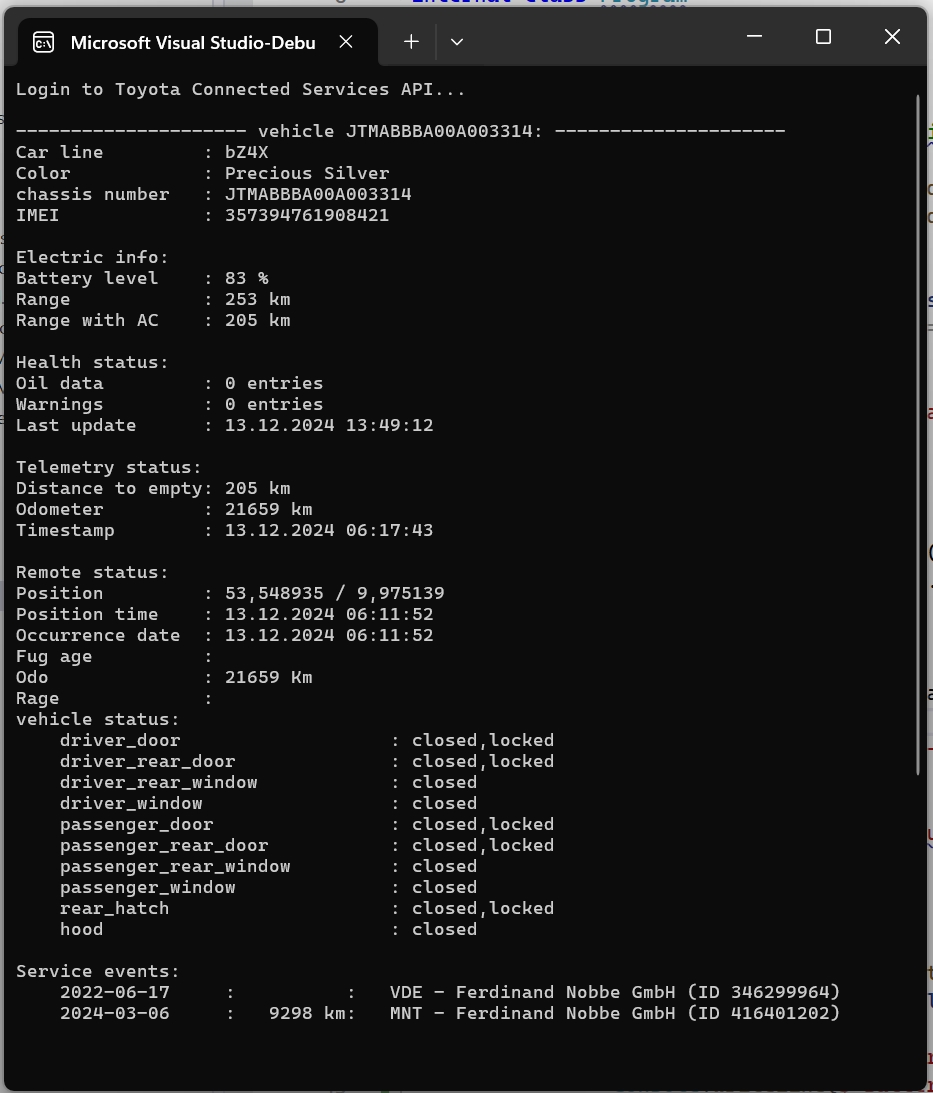 Microsoft Visual Studio-Debu
Login to Toyota Connected Services API...
--------------------- vehicle JTMABBBA00A003314: ---------------------
Car line : bZ4X
Color : Precious Silver
chassis number : JTMABBBA00A003314
IMEI : 357394761908421
Electric info:
Battery level : 83 %
Range : 253 km
Range with AC : 205 km
Health status:
Oil data : 0 entries
Warnings : 0 entries
Last update : 13.12.2024 13:49:12
Telemetry status:
Distance to empty: 205 km
Odometer : 21659 km
Timestamp : 13.12.2024 06:17:43
Remote status:
Position : 53,548935 / 9,975139
Position time : 13.12.2024 06:11:52
Occurrence date : 13.12.2024 06:11:52
Fug age :
Odo : 21659 Km
Rage :
vehicle status:
driver_door : closed,locked
driver_rear_door : closed,locked
driver_rear_window : closed
driver_window : closed
passenger_door : closed,locked
passenger_rear_door : closed,locked
passenger_rear_window : closed
passenger_window : closed
rear_hatch : closed,locked
hood : closed
Service events:
2022-06-17 : : VDE - Ferdinand Nobbe GmbH (ID 346299964)
2024-03-06 : 9298 km: MNT - Ferdinand Nobbe GmbH (ID 416401202)